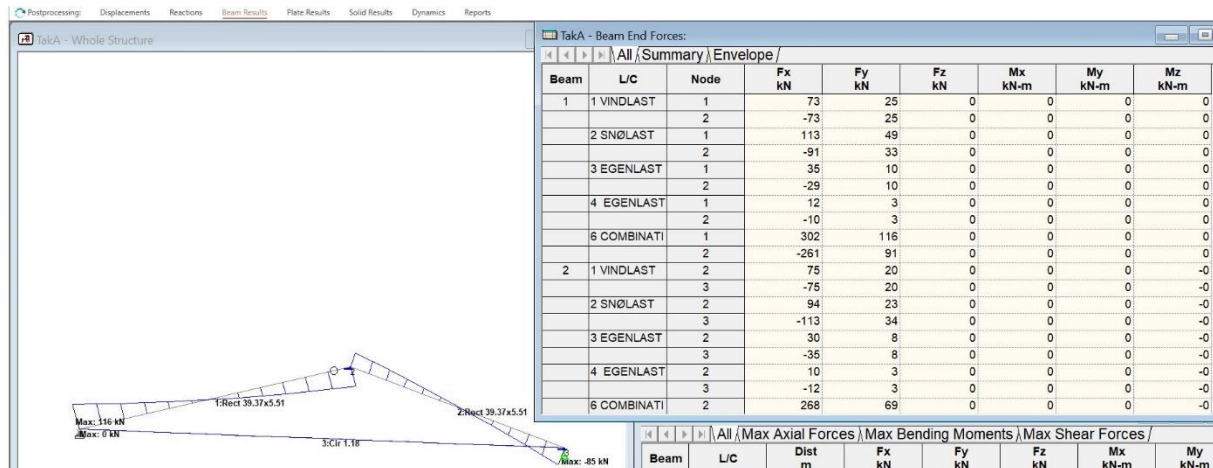 Postprocessing: Displacements Reactions Beam Results Plate Results Solid Results Dynamics Reports
TakA - Whole Structure
TakA - Beam End Forces:
All Summary Envelope
Beam L/C Node Fx kN Fy kN Fz kN Mx kN-m My kN-m Mz kN-m
1 1 VINDLAST 1 73 25 0 0 0 0
2 -73 25 0 0 0 0
2 SNØLAST 1 113 49 0 0 0 0
2 -91 33 0 0 0 0
3 EGENLAST 1 35 10 0 0 0 0
2 -29 10 0 0 0 0
4 EGENLAST 1 12 3 0 0 0 0
2 -10 3 0 0 0 0
6 COMBINATI 1 302 116 0 0 0 0
2 -261 91 0 0 0 0
2 1 VINDLAST 2 75 20 0 0 0 -0
3 -75 20 0 0 0 -0
2 SNØLAST 2 94 23 0 0 0 -0
3 -113 34 0 0 0 -0
3 EGENLAST 2 30 8 0 0 0 -0
3 -35 8 0 0 0 -0
4 EGENLAST 2 10 3 0 0 0 -0
3 -12 3 0 0 0 -0
6 COMBINATI 2 268 69 0 0 0 -0
2
1:Rect 39.37x5.51
2:Rect 39.37x5.51
Max: 116 kN
Max: 0 kN
3:Cir 1.18
3
Max: -85 kN
All Max Axial Forces Max Bending Moments Max Shear Forces
Beam L/C Dist m Fx kN Fy kN Fz kN Mx kN-m My kN-m